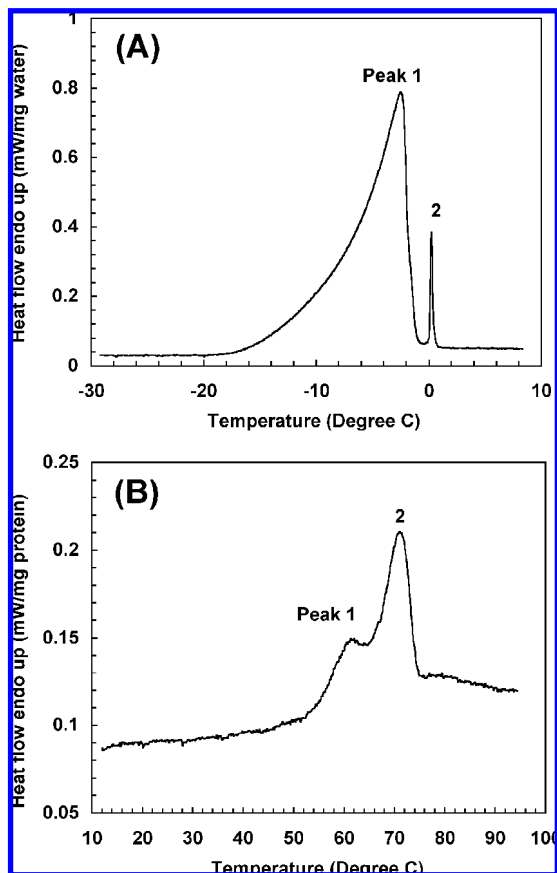 (A)
Heat flow endo up (mW/mg water)
1
0.8
0.6
0.4
0.2
0
Peak 1
2
-30 -20 -10 0 10
Temperature (Degree C)
(B)
Heat flow endo up (mW/mg protein)
0.25
0.2
0.15
0.1
0.05
Peak 1
2
10 20 30 40 50 60 70 80 90 100
Temperature (Degree C)